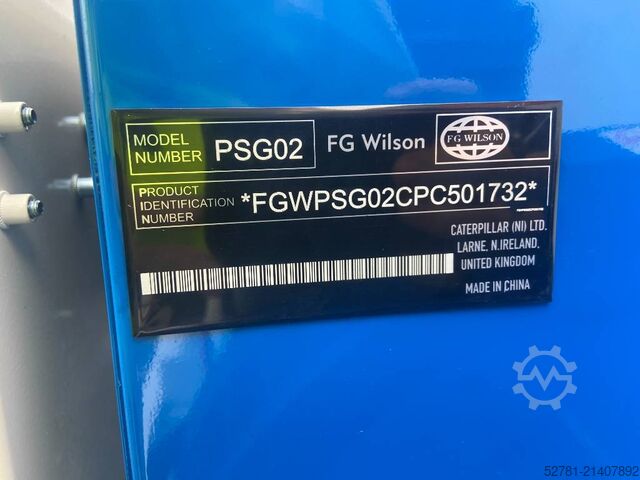 MODEL NUMBER PSG02 FG Wilson FG WILSON
PRODUCT
IDENTIFICATION
NUMBER *FGWPSG02CPC501732*
CATERPILLAR (NI) LTD.
LARNE, N.IRELAND,
UNITED KINGDOM
MADE IN CHINA
52761-21407892